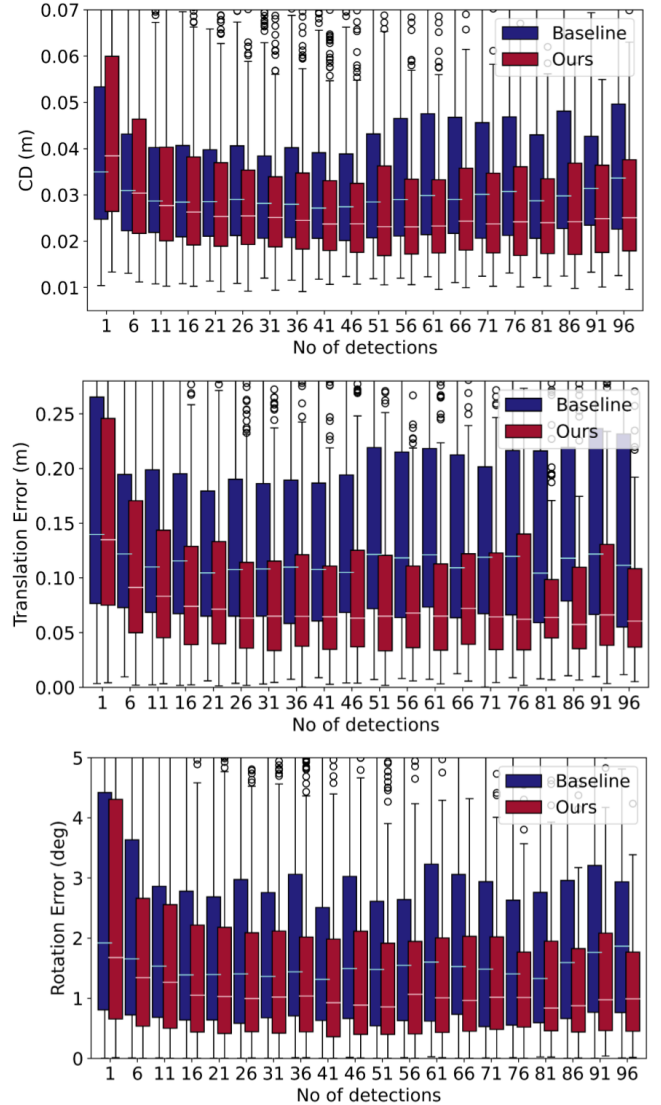 0.07
0.06
0.05
0.04
0.03
0.02
0.01
CD (m)
Baseline
Ours
1 6 11 16 21 26 31 36 41 46 51 56 61 66 71 76 81 86 91 96
No of detections
0.25
0.20
0.15
0.10
0.05
0.00
Translation Error (m)
Baseline
Ours
1 6 11 16 21 26 31 36 41 46 51 56 61 66 71 76 81 86 91 96
No of detections
5
4
3
2
1
0
Rotation Error (deg)
Baseline
Ours
1 6 11 16 21 26 31 36 41 46 51 56 61 66 71 76 81 86 91 96
No of detections